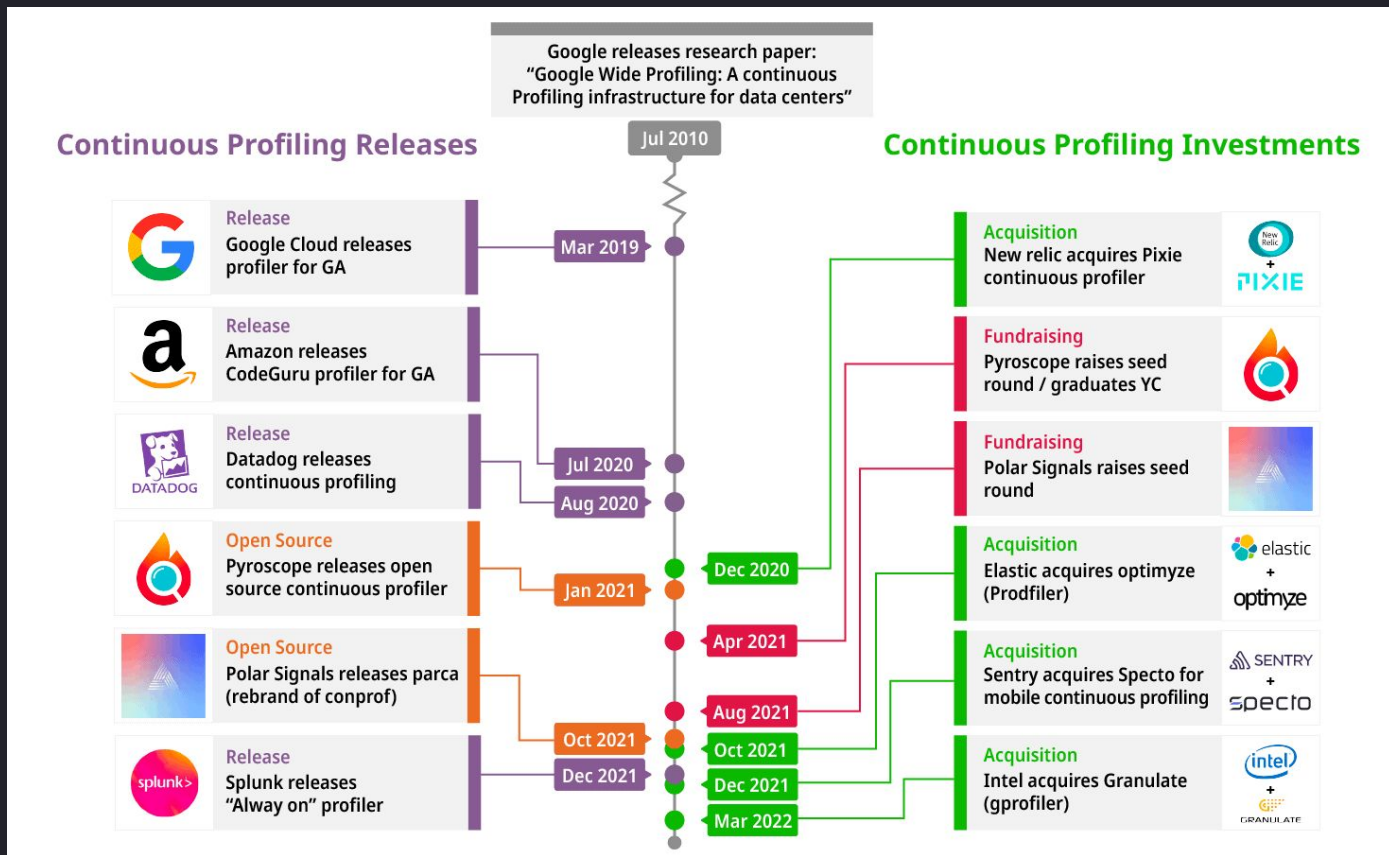 Google releases research paper:
“Google Wide Profiling: A continuous
Profiling infrastructure for data centers”
Jul 2010
Continuous Profiling Releases
Release
Google Cloud releases
profiler for GA
Mar 2019
Release
Amazon releases
CodeGuru profiler for GA
Jul 2020
DATADOG
Release
Datadog releases
continuous profiling
Aug 2020
Open Source
Pyroscope releases open
source continuous profiler
Jan 2021
Open Source
Polar Signals releases parca
(rebrand of conprof)
Oct 2021
splunk>
Release
Splunk releases
“Alway on” profiler
Dec 2021
Continuous Profiling Investments
Acquisition
New relic acquires Pixie
continuous profiler
New
Relic
+
PIXIE
Dec 2020
Fundraising
Pyroscope raises seed
round / graduates YC
Apr 2021
Fundraising
Polar Signals raises seed
round
Aug 2021
Acquisition
Elastic acquires optimyze
(Prodfiler)
elastic
+
optimyze
Oct 2021
Acquisition
Sentry acquires Specto for
mobile continuous profiling
SENTRY
+
specto
Dec 2021
Acquisition
Intel acquires Granulate
(gprofiler)
intel
+
GRANULATE
Mar 2022